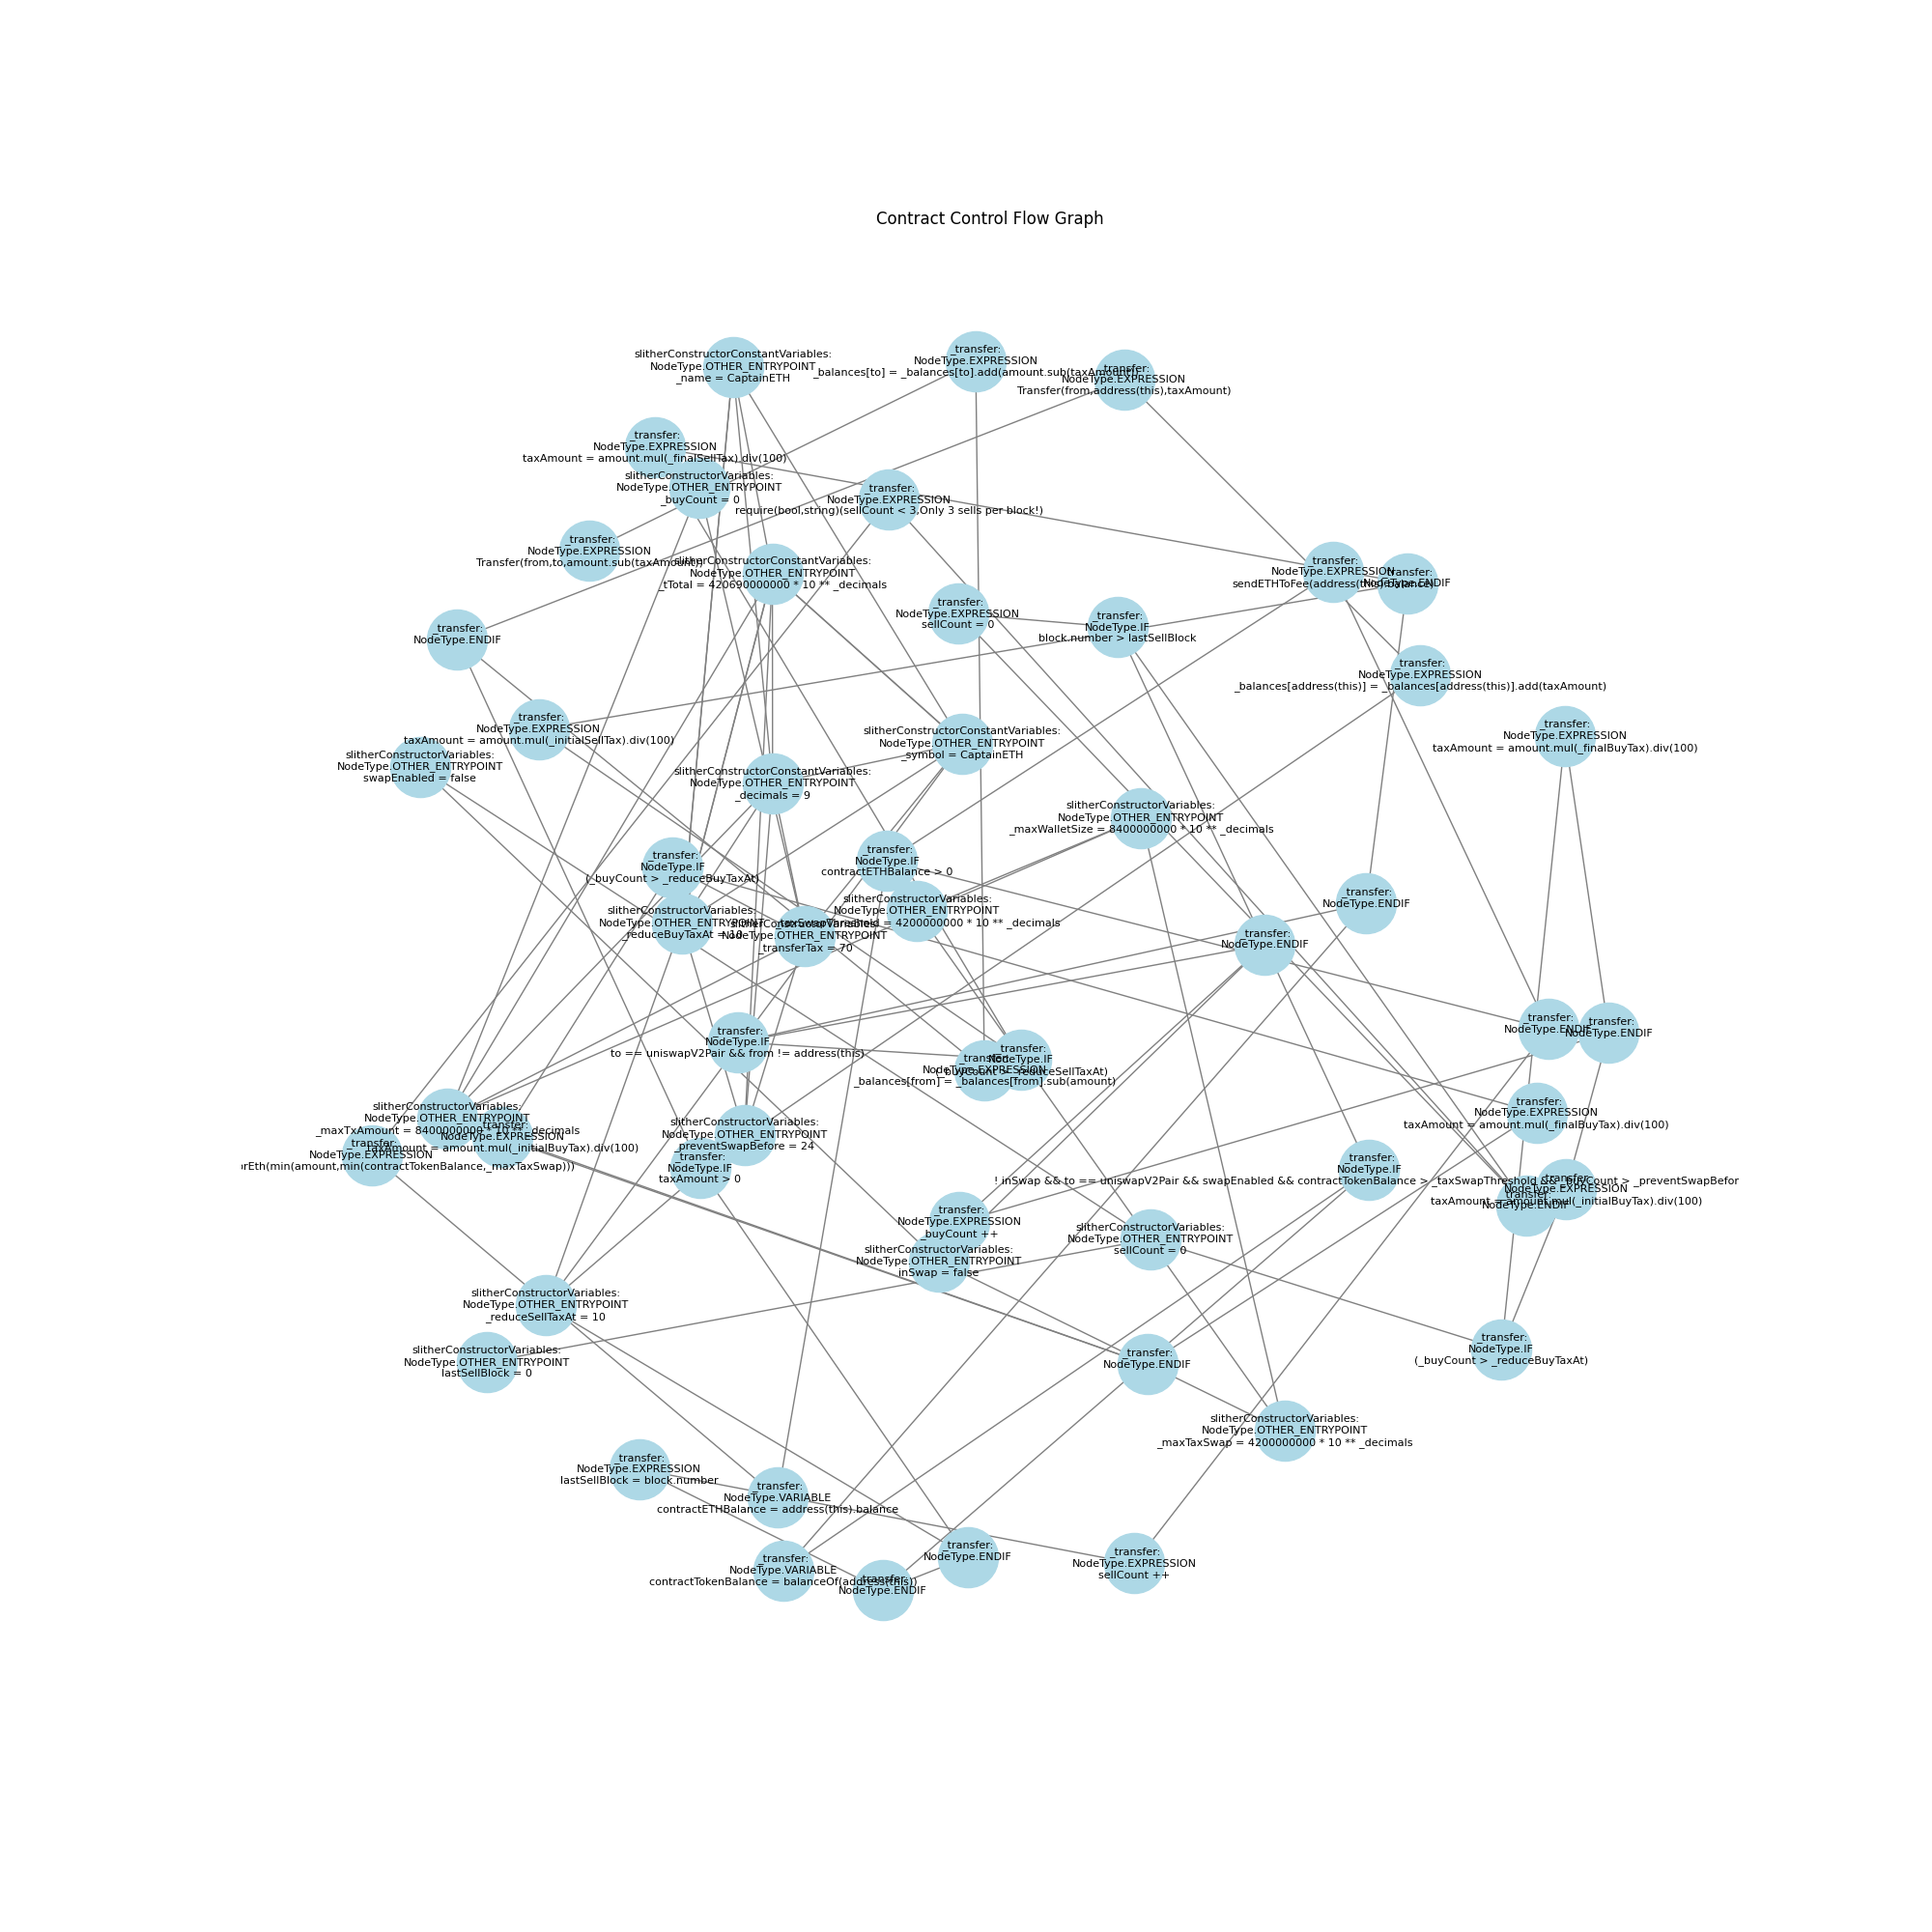 Contract Control Flow Graph
slitherConstructorConstantVariables:
NodeType.OTHER_ENTRYPOINT
_name = CaptainETH
_transfer:
NodeType.EXPRESSION
_balances[to] = _balances[to].add(amount.sub(taxAmount))
_transfer:
NodeType.EXPRESSION
Transfer(from,address(this),taxAmount)
_transfer:
NodeType.EXPRESSION
taxAmount = amount.mul(_finalSellTax).div(100)
slitherConstructorVariables:
NodeType.OTHER_ENTRYPOINT
_buyCount = 0
_transfer:
NodeType.EXPRESSION
require(bool,string)(sellCount < 3,Only 3 sells per block!)
_transfer:
NodeType.EXPRESSION
Transfer(from,to,amount.sub(taxAmount))
slitherConstructorConstantVariables:
NodeType.OTHER_ENTRYPOINT
_tTotal = 420690000000 * 10 ** _decimals
_transfer:
NodeType.EXPRESSION
sendETHToFee(address(this).balance)
_transfer:
NodeType.ENDIF
_transfer:
NodeType.EXPRESSION
sellCount = 0
_transfer:
NodeType.IF
block.number > lastSellBlock
_transfer:
NodeType.ENDIF
_transfer:
NodeType.EXPRESSION
_balances[address(this)] = _balances[address(this)].add(taxAmount)
_transfer:
NodeType.EXPRESSION
taxAmount = amount.mul(_initialSellTax).div(100)
slitherConstructorVariables:
NodeType.OTHER_ENTRYPOINT
swapEnabled = false
slitherConstructorConstantVariables:
NodeType.OTHER_ENTRYPOINT
_symbol = CaptainETH
_transfer:
NodeType.EXPRESSION
taxAmount = amount.mul(_finalBuyTax).div(100)
slitherConstructorConstantVariables:
NodeType.OTHER_ENTRYPOINT
_decimals = 9
slitherConstructorVariables:
NodeType.OTHER_ENTRYPOINT
_maxWalletSize = 8400000000 * 10 ** _decimals
_transfer:
NodeType.IF
(_buyCount > _reduceBuyTaxAt)
_transfer:
NodeType.IF
contractETHBalance > 0
slitherConstructorVariables:
NodeType.OTHER_ENTRYPOINT
_taxSwapThreshold = 4200000000 * 10 ** _decimals
slitherConstructorVariables:
NodeType.OTHER_ENTRYPOINT
_reduceBuyTaxAt = 10
slitherConstructorVariables:
NodeType.OTHER_ENTRYPOINT
_transferTax = 70
_transfer:
NodeType.ENDIF
_transfer:
NodeType.ENDIF
_transfer:
NodeType.IF
to == uniswapV2Pair && from != address(this)
_transfer:
NodeType.IF
(_buyCount > _reduceSellTaxAt)
_transfer:
NodeType.EXPRESSION
_balances[from] = _balances[from].sub(amount)
_transfer:
NodeType.ENDIF
_transfer:
NodeType.ENDIF
slitherConstructorVariables:
NodeType.OTHER_ENTRYPOINT
_maxTxAmount = 8400000000 * 10 ** _decimals
_transfer:
NodeType.EXPRESSION
taxAmount = amount.mul(_initialBuyTax).div(100)
_transfer:
NodeType.EXPRESSION
rEth(min(amount,min(contractTokenBalance,_maxTaxSwap)))
slitherConstructorVariables:
NodeType.OTHER_ENTRYPOINT
_preventSwapBefore = 24
_transfer:
NodeType.IF
taxAmount > 0
_transfer:
NodeType.EXPRESSION
taxAmount = amount.mul(_finalBuyTax).div(100)
_transfer:
NodeType.IF
! inSwap && to == uniswapV2Pair && swapEnabled && contractTokenBalance > _taxSwapThreshold && _buyCount > _preventSwapBefor
_transfer:
NodeType.EXPRESSION
taxAmount = amount.mul(_initialBuyTax).div(100)
_transfer:
NodeType.ENDIF
_transfer:
NodeType.EXPRESSION
_buyCount ++
slitherConstructorVariables:
NodeType.OTHER_ENTRYPOINT
sellCount = 0
slitherConstructorVariables:
NodeType.OTHER_ENTRYPOINT
inSwap = false
slitherConstructorVariables:
NodeType.OTHER_ENTRYPOINT
_reduceSellTaxAt = 10
slitherConstructorVariables:
NodeType.OTHER_ENTRYPOINT
lastSellBlock = 0
_transfer:
NodeType.ENDIF
_transfer:
NodeType.IF
(_buyCount > _reduceBuyTaxAt)
slitherConstructorVariables:
NodeType.OTHER_ENTRYPOINT
_maxTaxSwap = 4200000000 * 10 ** _decimals
_transfer:
NodeType.EXPRESSION
lastSellBlock = block.number
_transfer:
NodeType.VARIABLE
contractETHBalance = address(this).balance
_transfer:
NodeType.VARIABLE
contractTokenBalance = balanceOf(address(this))
_transfer:
NodeType.ENDIF
_transfer:
NodeType.ENDIF
_transfer:
NodeType.EXPRESSION
sellCount ++